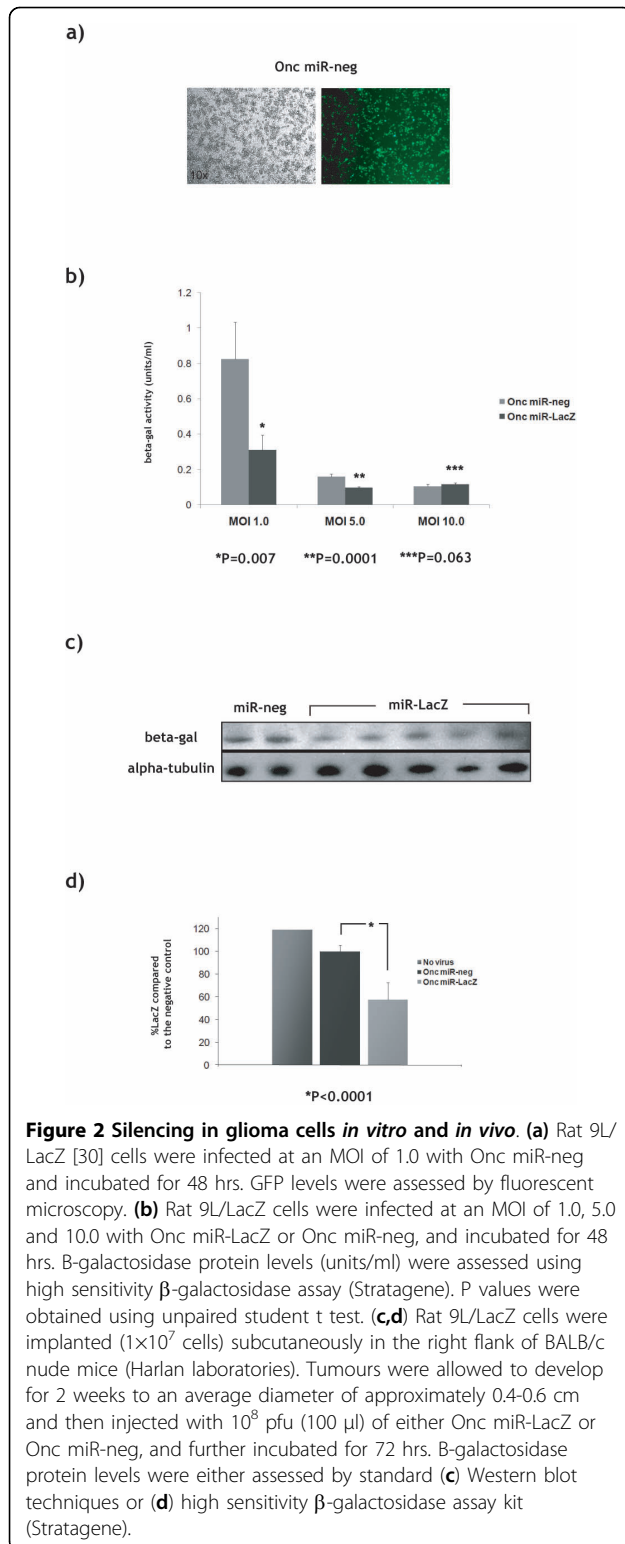 a)
Onc miR-neg
10x
b)
beta-gal activity (units/ml)
1.2
1
0.8
0.6
0.4
0.2
0
*
**
***
Onc miR-neg
Onc miR-LacZ
MOI 1.0 MOI 5.0 MOI 10.0
*P=0.007 **P=0.0001 ***P=0.063
c)
miR-neg miR-LacZ
beta-gal
alpha-tubulin
d)
%LacZ compared
to the negative control
120
100
80
60
40
20
0
*
No virus
Onc miR-neg
Onc miR-LacZ
*P<0.0001
Figure 2 Silencing in glioma cells in vitro and in vivo. (a) Rat 9L/
LacZ [30] cells were infected at an MOI of 1.0 with Onc miR-neg
and incubated for 48 hrs. GFP levels were assessed by fluorescent
microscopy. (b) Rat 9L/LacZ cells were infected at an MOI of 1.0, 5.0
and 10.0 with Onc miR-LacZ or Onc miR-neg, and incubated for 48
hrs. B-galactosidase protein levels (units/ml) were assessed using
high sensitivity β-galactosidase assay (Stratagene). P values were
obtained using unpaired student t test. (c,d) Rat 9L/LacZ cells were
implanted (1×10⁷ cells) subcutaneously in the right flank of BALB/c
nude mice (Harlan laboratories). Tumours were allowed to develop
for 2 weeks to an average diameter of approximately 0.4-0.6 cm
and then injected with 10⁸ pfu (100 μl) of either Onc miR-LacZ or
Onc miR-neg, and further incubated for 72 hrs. B-galactosidase
protein levels were either assessed by standard (c) Western blot
techniques or (d) high sensitivity β-galactosidase assay kit
(Stratagene).